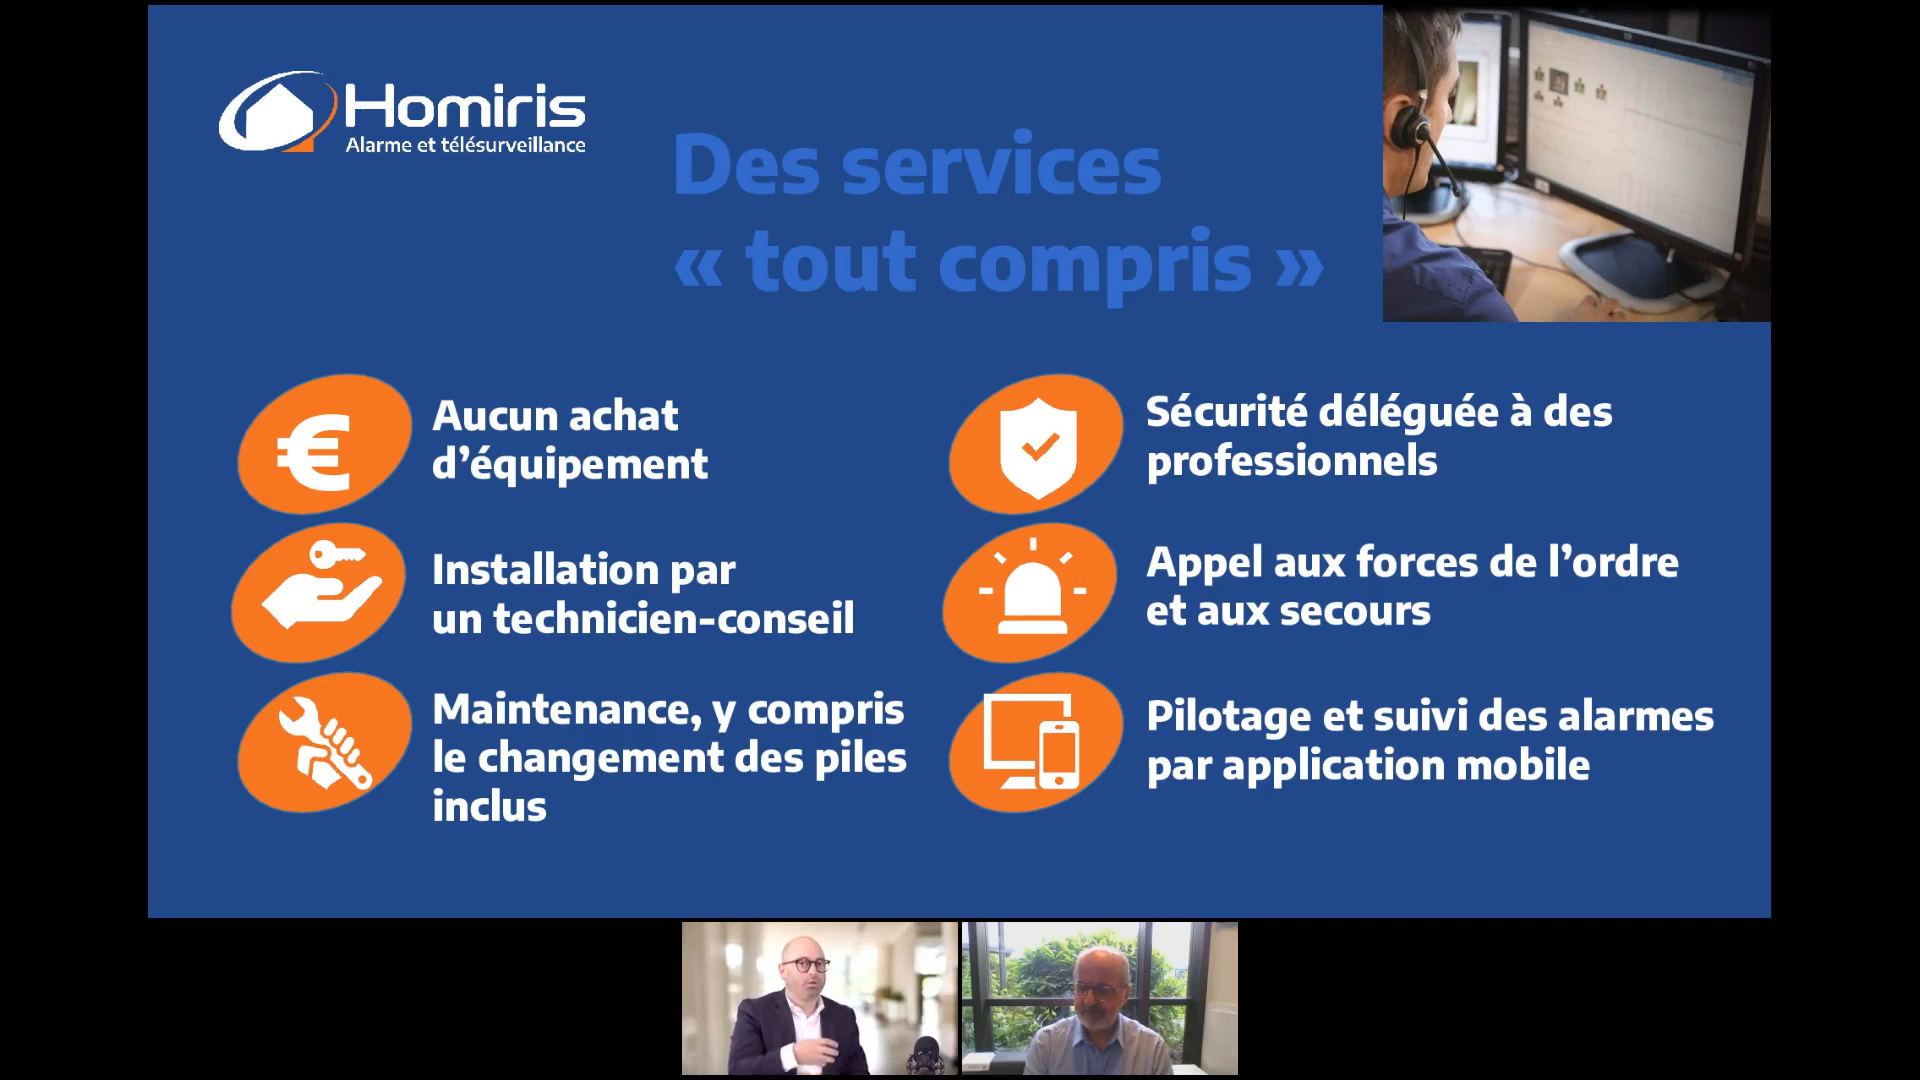 Homiris
Alarme et télésurveillance
Des services
« tout compris »
Aucun achat
d’équipement
Installation par
un technicien-conseil
Maintenance, y compris
le changement des piles
inclus
Sécurité déléguée à des
professionnels
Appel aux forces de l’ordre
et aux secours
Pilotage et suivi des alarmes
par application mobile